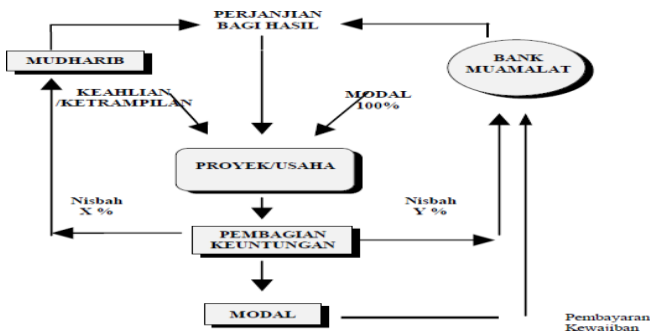 PERJANJIAN
BAGI HASIL
MUDHARIB
BANK
MUAMALAT
KEAHLIAN
/KETRAMPILAN
MODAL
100%
PROYEK/USAHA
Nisbah
X %
Nisbah
Y %
PEMBAGIAN
KEUNTUNGAN
MODAL
Pembayaran
Kewajiban